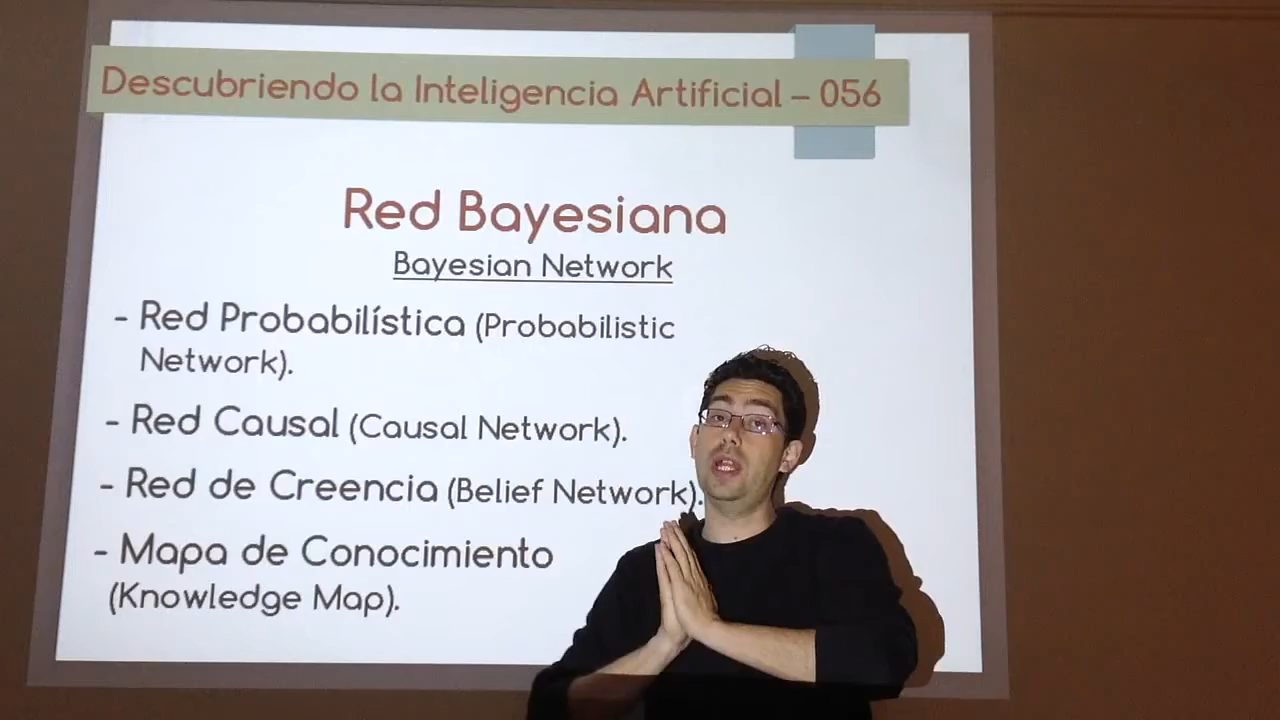 Descubriendo la Inteligencia Artificial – 056
Red Bayesiana
Bayesian Network
- Red Probabilística (Probabilistic
Network).
- Red Causal (Causal Network).
- Red de Creencia (Belief Network).
- Mapa de Conocimiento
(Knowledge Map).